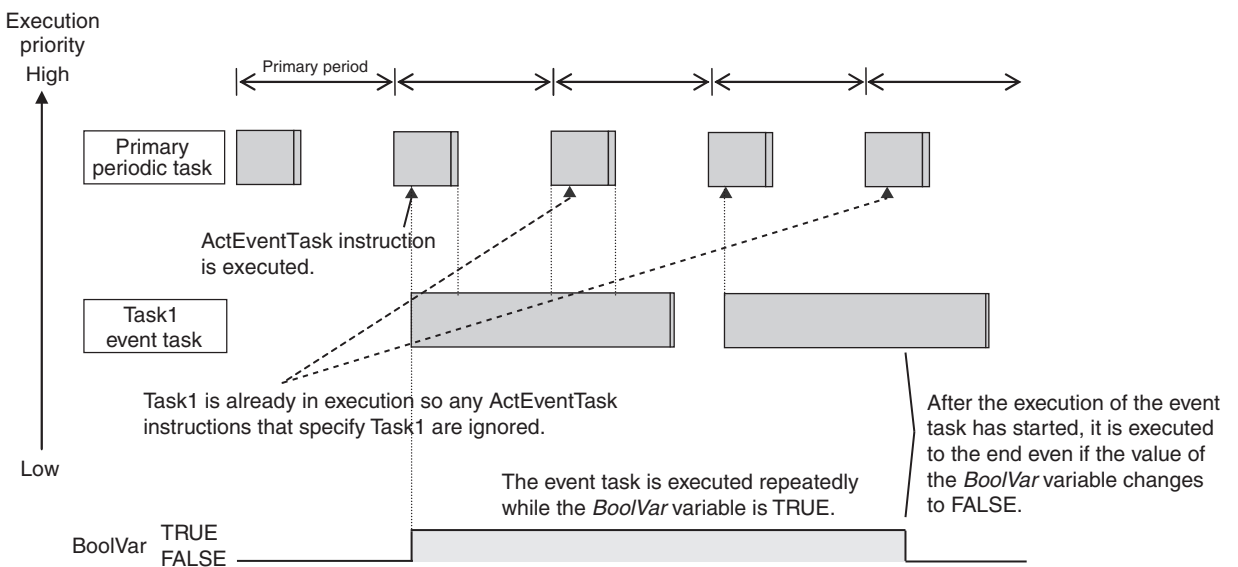 Execution
priority
High
Primary period
Primary
periodic task
ActEventTask instruction
is executed.
Task1
event task
Task1 is already in execution so any ActEventTask
instructions that specify Task1 are ignored.
After the execution of the event
task has started, it is executed
to the end even if the value of
the BoolVar variable changes
to FALSE.
Low
The event task is executed repeatedly
while the BoolVar variable is TRUE.
BoolVar
TRUE
FALSE